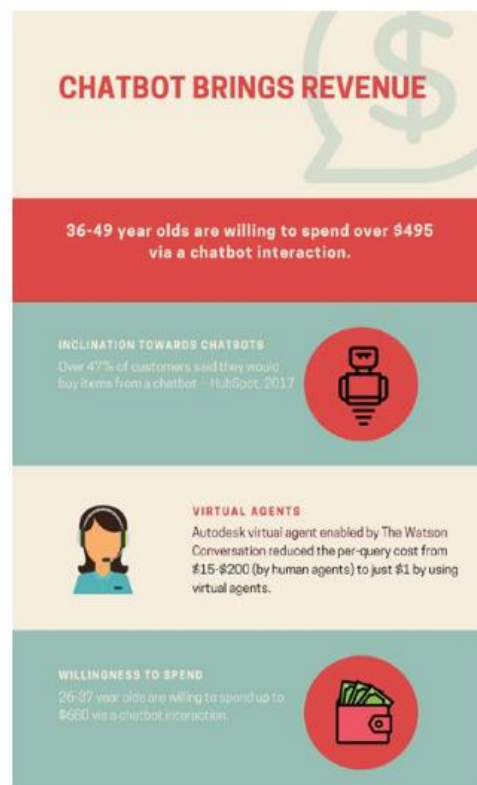 CHATBOT BRINGS REVENUE
36-49 year olds are willing to spend over $495
via a chatbot interaction.
INCLINATION TOWARDS CHATBOTS
Over 47% of customers said they would
buy items from a chatbot – HubSpot, 2017
VIRTUAL AGENTS
Autodesk virtual agent enabled by The Watson
Conversation reduced the per-query cost from
$15-$200 (by human agents) to just $1 by using
virtual agents.
WILLINGNESS TO SPEND
26-37 year olds are willing to spend up to
$680 via a chatbot interaction.